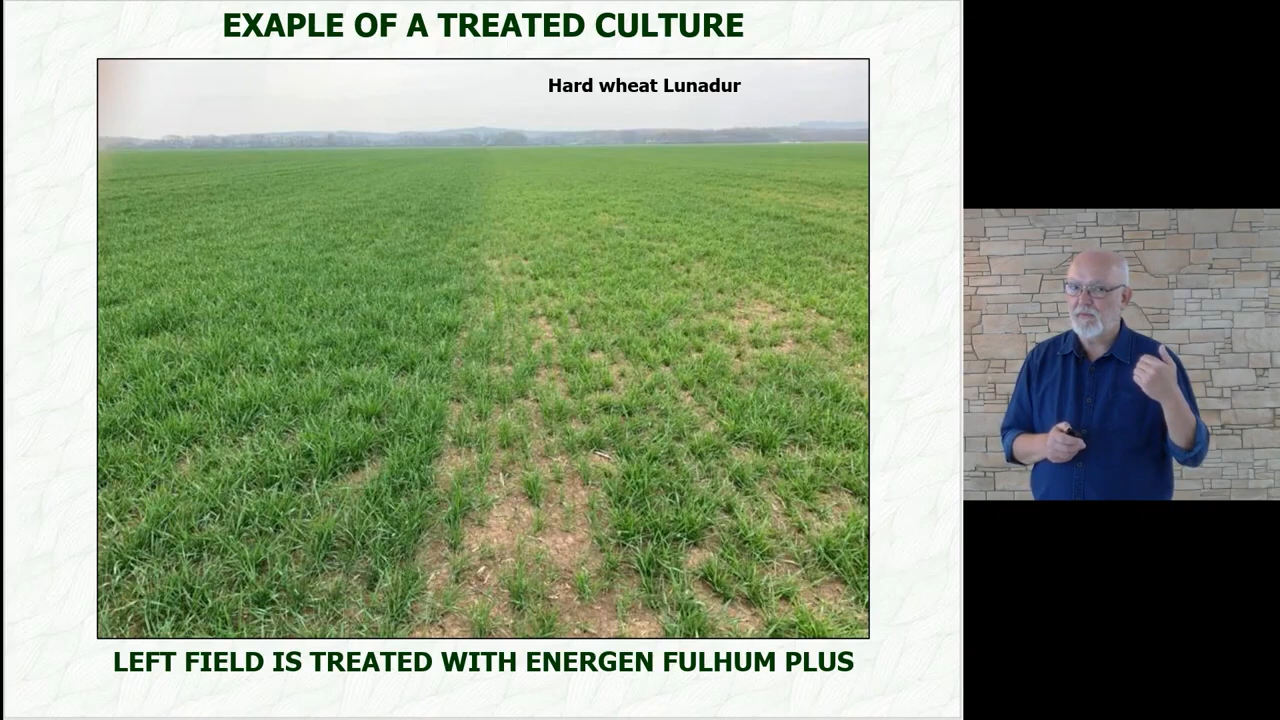 EXAPLE OF A TREATED CULTURE
Hard wheat Lunadur
LEFT FIELD IS TREATED WITH ENERGEN FULHUM PLUS